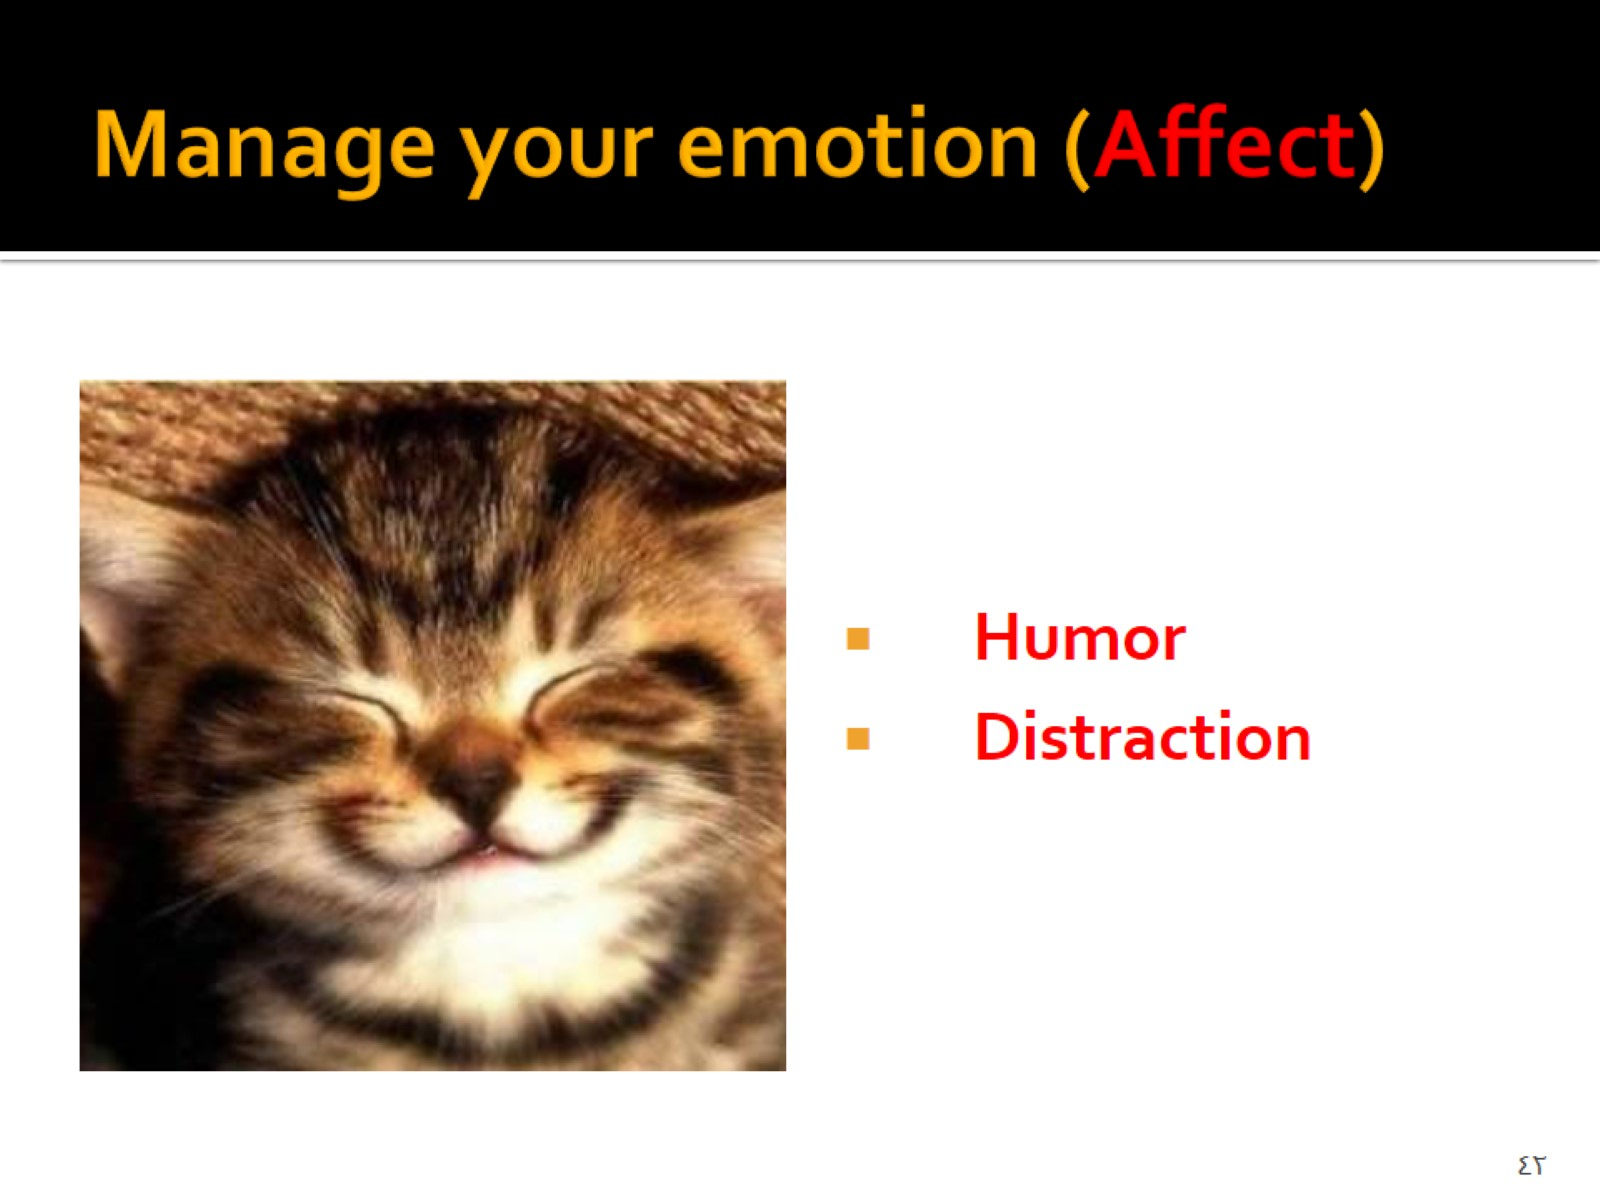 Manage your emotion (Affect)
Humor
Distraction
٤٢